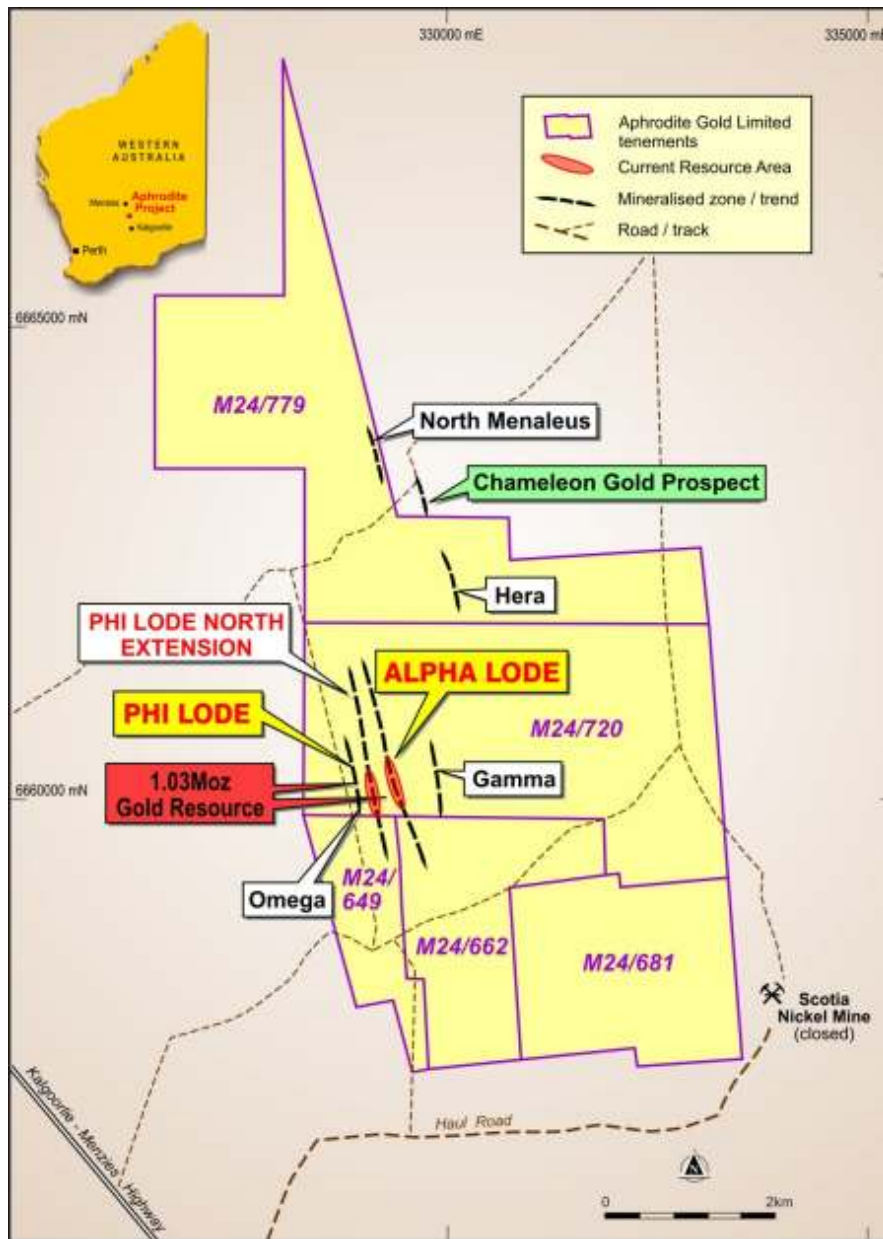 330000 mE
335000 mE
WESTERN
AUSTRALIA
Menzies
Aphrodite
Project
Kalgoorlie
Perth
Aphrodite Gold Limited
tenements
Current Resource Area
Mineralised zone / trend
Road / track
6665000 mN
M24/779
North Menaleus
Chameleon Gold Prospect
Hera
PHI LODE NORTH
EXTENSION
ALPHA LODE
PHI LODE
M24/720
1.03Moz
Gold Resource
Gamma
6660000 mN
Omega
M24/
649
M24/662
M24/681
Scotia
Nickel Mine
(closed)
Kalgoorlie - Menzies
Highway
Haul Road
N
0
2km